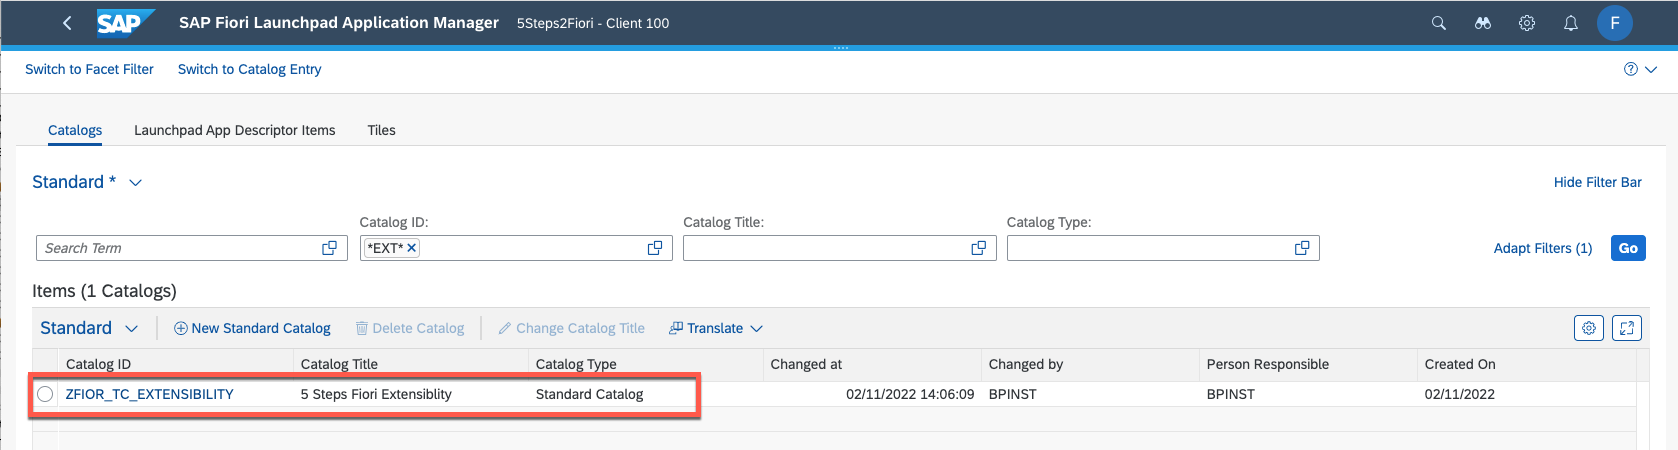 SAP SAP Fiori Launchpad Application Manager 5Steps2Fiori - Client 100 F
Switch to Facet Filter Switch to Catalog Entry
Catalogs Launchpad App Descriptor Items Tiles
Standard * Hide Filter Bar
Catalog ID: Catalog Title: Catalog Type:
Search Term *EXT* Adapt Filters (1) Go
Items (1 Catalogs)
Standard New Standard Catalog Delete Catalog Change Catalog Title Translate
Catalog ID Catalog Title Catalog Type Changed at Changed by Person Responsible Created On
ZFIOR_TC_EXTENSIBILITY 5 Steps Fiori Extensiblity Standard Catalog 02/11/2022 14:06:09 BPINST BPINST 02/11/2022